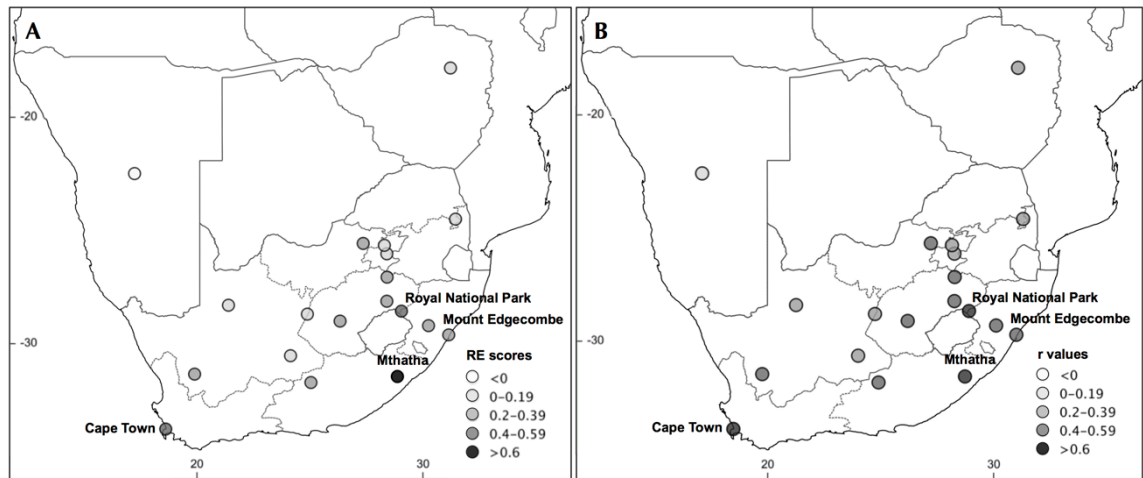 A
-20
-30
Royal National Park
Mount Edgecombe
Mthatha
Cape Town
RE scores
<0
0–0.19
0.2–0.39
0.4–0.59
>0.6
20
30
B
-20
-30
Royal National Park
Mount Edgecombe
Mthatha
Cape Town
r values
<0
0–0.19
0.2–0.39
0.4–0.59
>0.6
20
30